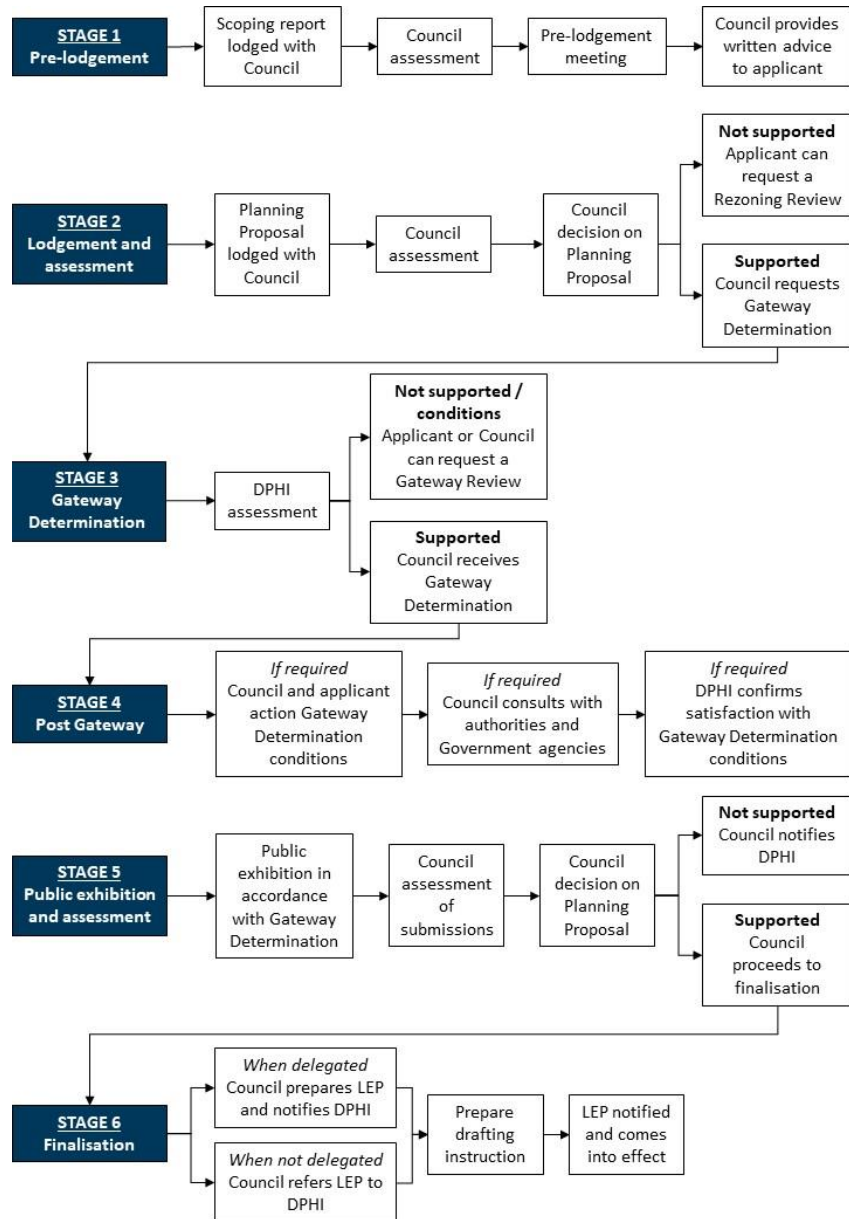 STAGE 1
Pre-lodgement
Scoping report
lodged with
Council
Council
assessment
Pre-lodgement
meeting
Council provides
written advice
to applicant
STAGE 2
Lodgement and
assessment
Planning
Proposal
lodged with
Council
Council
assessment
Council
decision on
Planning
Proposal
Not supported
Applicant can
request a
Rezoning Review
Supported
Council requests
Gateway
Determination
STAGE 3
Gateway
Determination
DPHI
assessment
Not supported /
conditions
Applicant or Council
can request a
Gateway Review
Supported
Council receives
Gateway
Determination
STAGE 4
Post Gateway
If required
Council and applicant
action Gateway
Determination
conditions
If required
Council consults with
authorities and
Government agencies
If required
DPHI confirms
satisfaction with
Gateway Determination
conditions
STAGE 5
Public exhibition
and assessment
Public
exhibition in
accordance
with Gateway
Determination
Council
assessment
of
submissions
Council
decision on
Planning
Proposal
Not supported
Council notifies
DPHI
Supported
Council
proceeds to
finalisation
STAGE 6
Finalisation
When delegated
Council prepares LEP
and notifies DPHI
When not delegated
Council refers LEP to
DPHI
Prepare
drafting
instruction
LEP notified
and comes
into effect